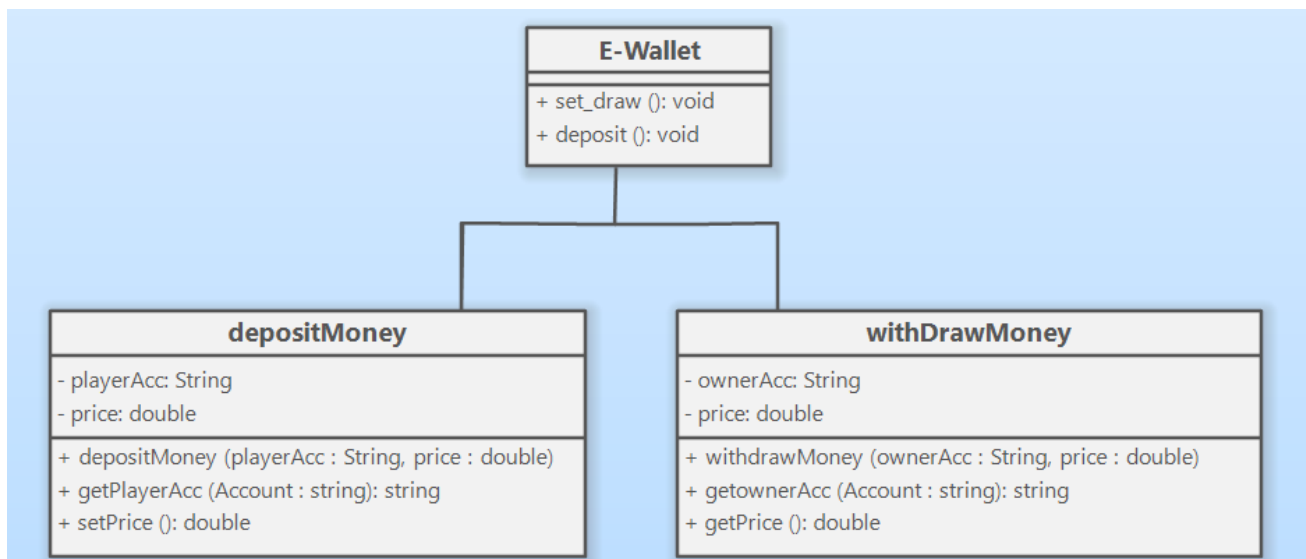 E-Wallet
+ set_draw (): void
+ deposit (): void
depositMoney
- playerAcc: String
- price: double
+ depositMoney (playerAcc : String, price : double)
+ getPlayerAcc (Account : string): string
+ setPrice (): double
withDrawMoney
- ownerAcc: String
- price: double
+ withdrawMoney (ownerAcc : String, price : double)
+ getownerAcc (Account : string): string
+ getPrice (): double